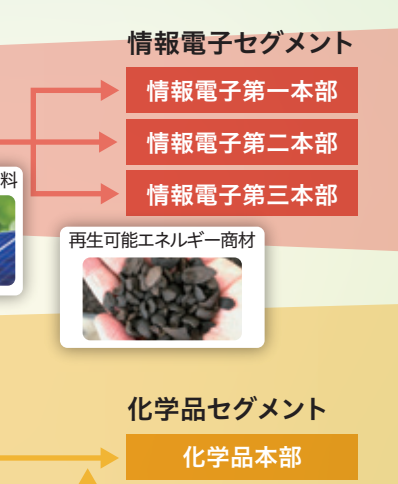 情報電子セグメント
情報電子第一本部
情報電子第二本部
料
情報電子第三本部
再生可能エネルギー商材
化学品セグメント
化学品本部